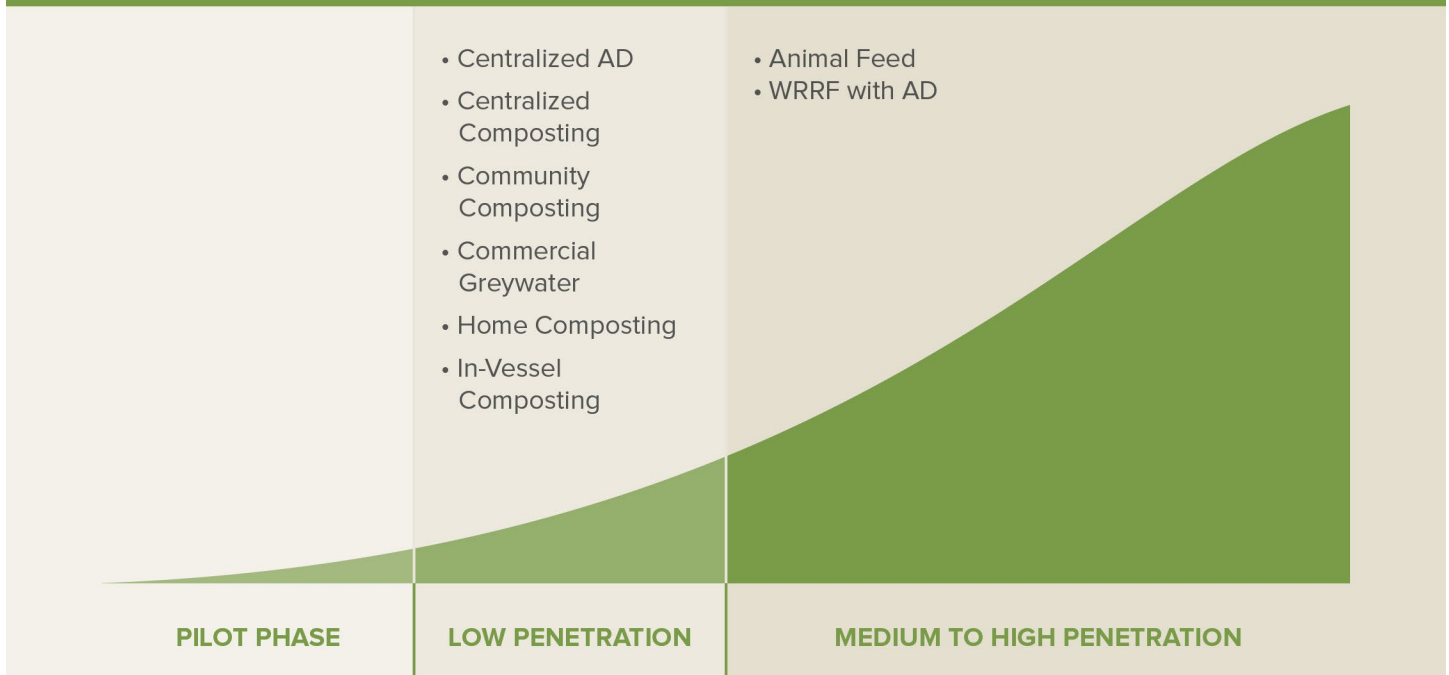 • Centralized AD
• Centralized
Composting
• Community
Composting
• Commercial
Greywater
• Home Composting
• In-Vessel
Composting
• Animal Feed
• WRRF with AD
PILOT PHASE
LOW PENETRATION
MEDIUM TO HIGH PENETRATION